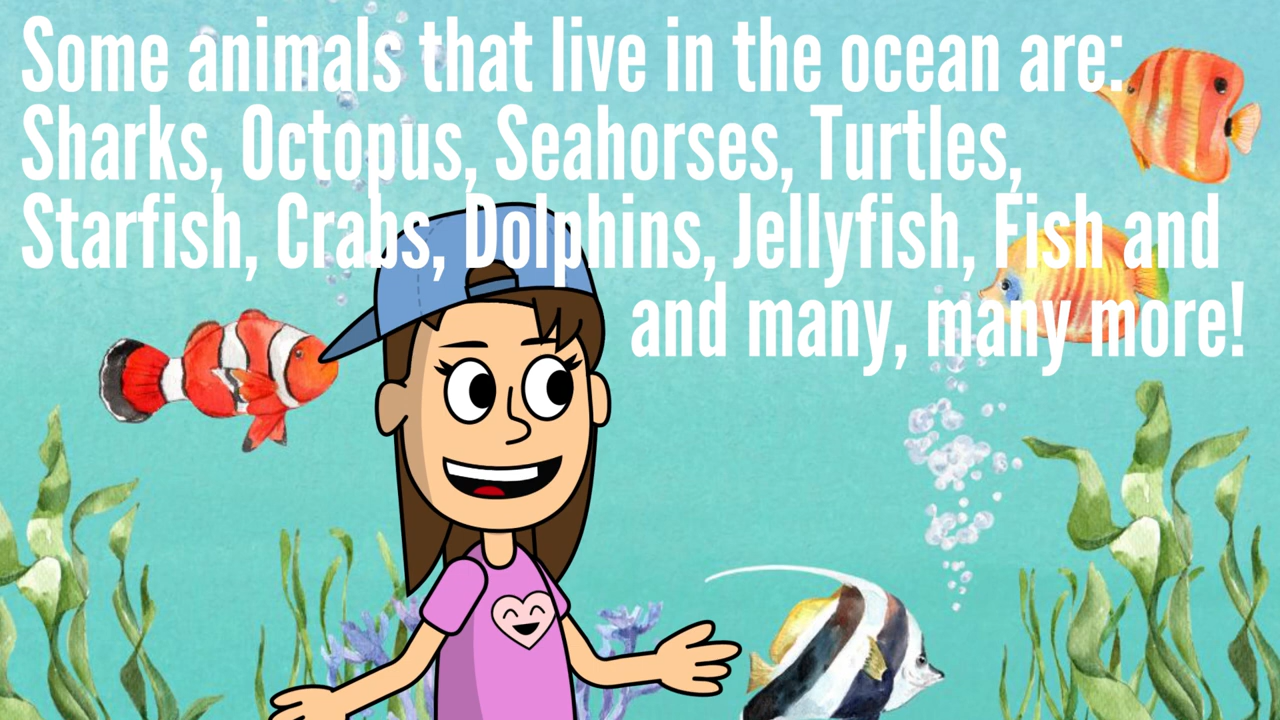 Some animals that live in the ocean are:
Sharks, Octopus, Seahorses, Turtles,
Starfish, Crabs, Dolphins, Jellyfish, Fish and
and many, many more!